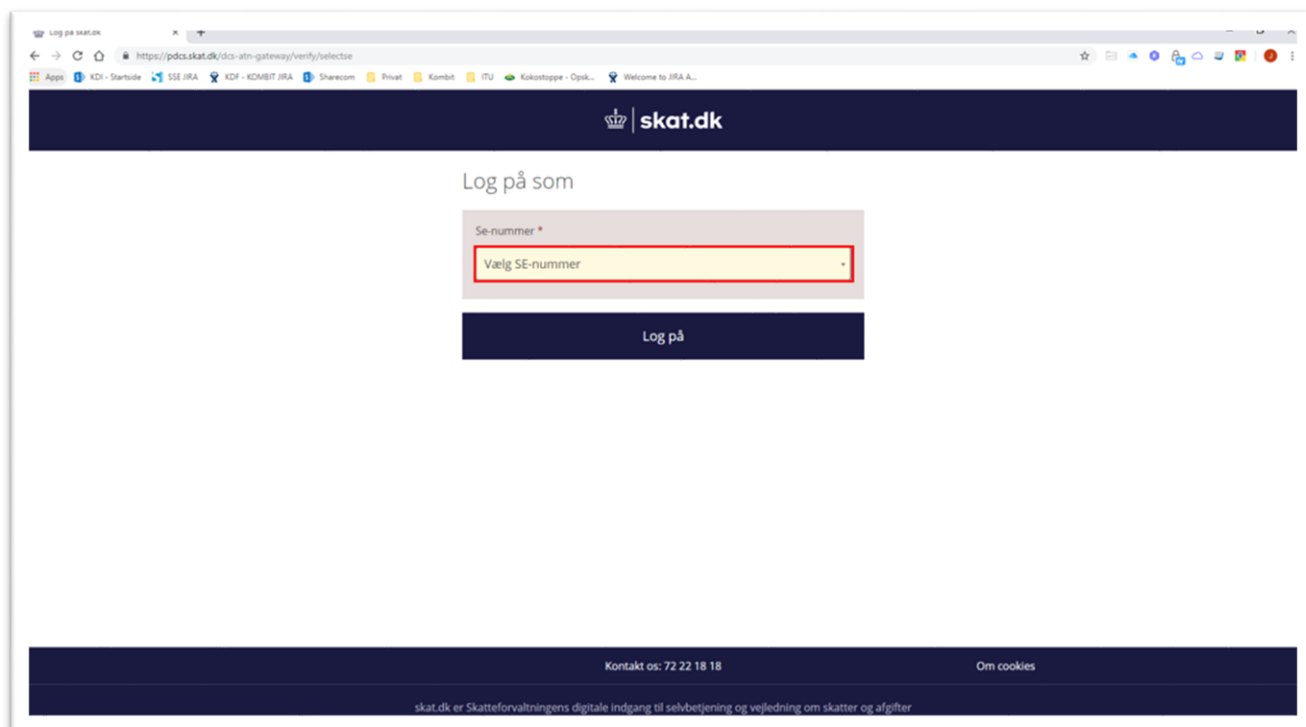 Log på skat.dk
https://pdcs.skat.dk/dcs-atn-gateway/verify/selectse
Apps KDI - Startside SSE JIRA KDF - KOMBIT JIRA Sharecom Privat Kombit ITU Kokostoppe - Opsk... Welcome to JIRA A...
skat.dk
Log på som
Se-nummer *
Vælg SE-nummer
Log på
Kontakt os: 72 22 18 18 Om cookies
skat.dk er Skatteforvaltningens digitale indgang til selvbetjening og vejledning om skatter og afgifter